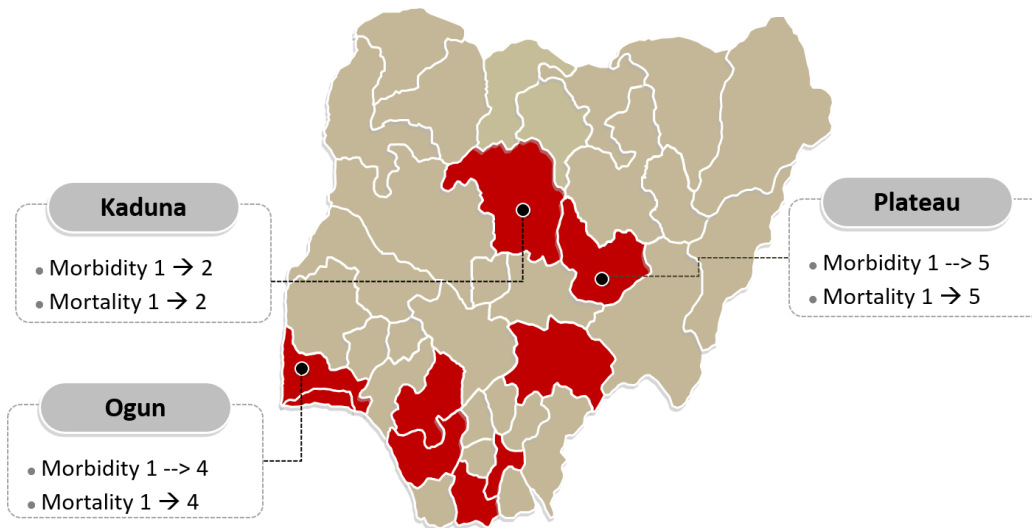 Kaduna
• Morbidity 1 → 2
• Mortality 1 → 2
Plateau
• Morbidity 1 --> 5
• Mortality 1 → 5
Ogun
• Morbidity 1 --> 4
• Mortality 1 → 4